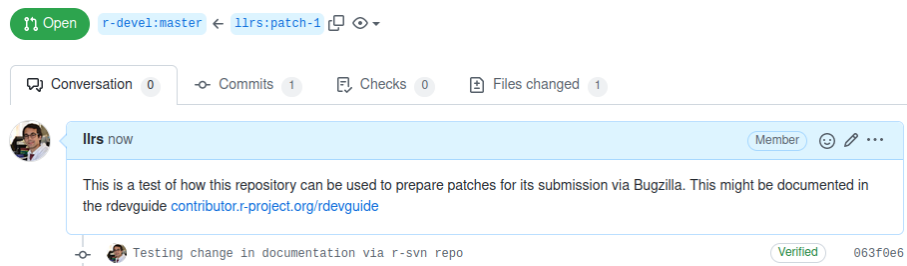 Open r-devel:master ← llrs:patch-1
Conversation 0 Commits 1 Checks 0 Files changed 1
llrs now Member
This is a test of how this repository can be used to prepare patches for its submission via Bugzilla. This might be documented in
the rdevguide contributor.r-project.org/rdevguide
Testing change in documentation via r-svn repo Verified 063f0e6